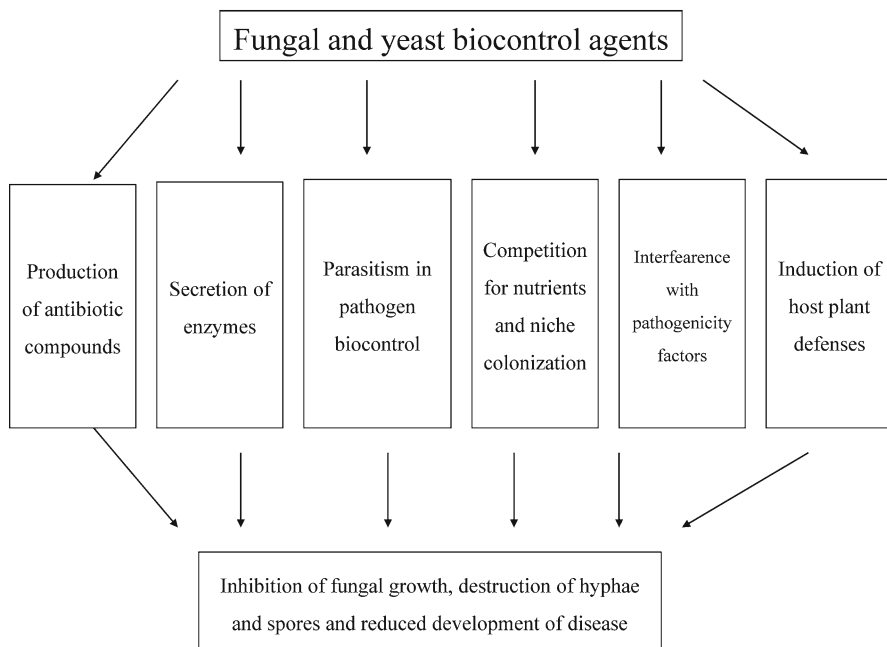 Fungal and yeast biocontrol agents
Production
of antibiotic
compounds
Secretion of
enzymes
Parasitism in
pathogen
biocontrol
Competition
for nutrients
and niche
colonization
Interfearence
with
pathogenicity
factors
Induction of
host plant
defenses
Inhibition of fungal growth, destruction of hyphae
and spores and reduced development of disease